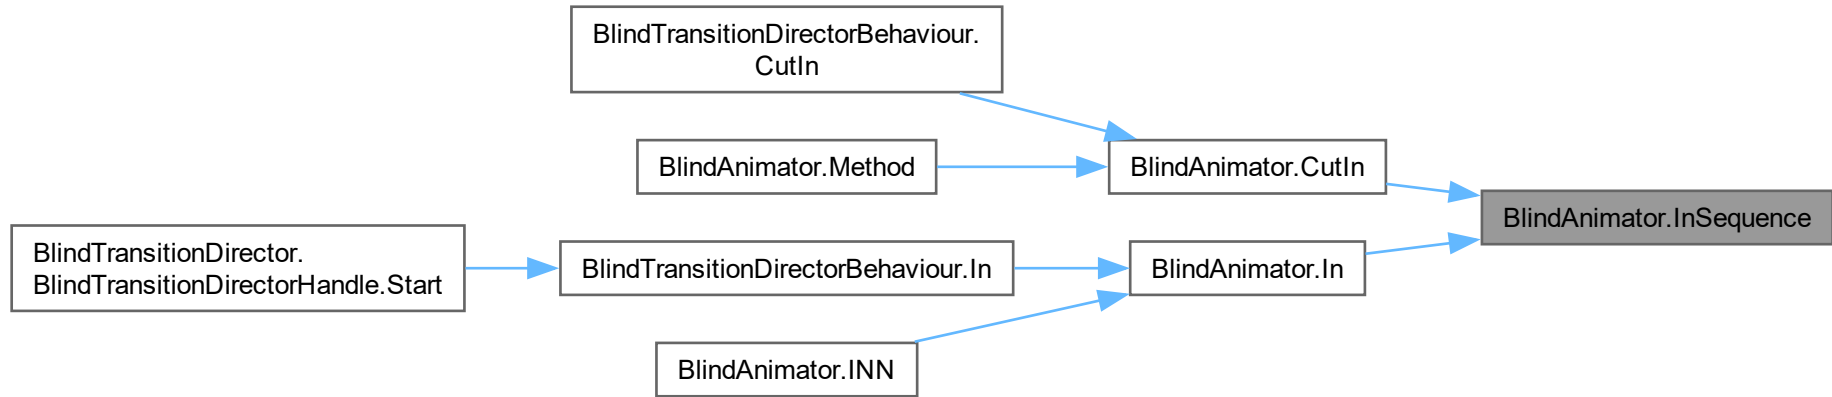 BlindTransitionDirectorBehaviour.
CutIn
BlindAnimator.Method
BlindAnimator.CutIn
BlindAnimator.InSequence
BlindTransitionDirector.
BlindTransitionDirectorHandle.Start
BlindTransitionDirectorBehaviour.In
BlindAnimator.In
BlindAnimator.INN